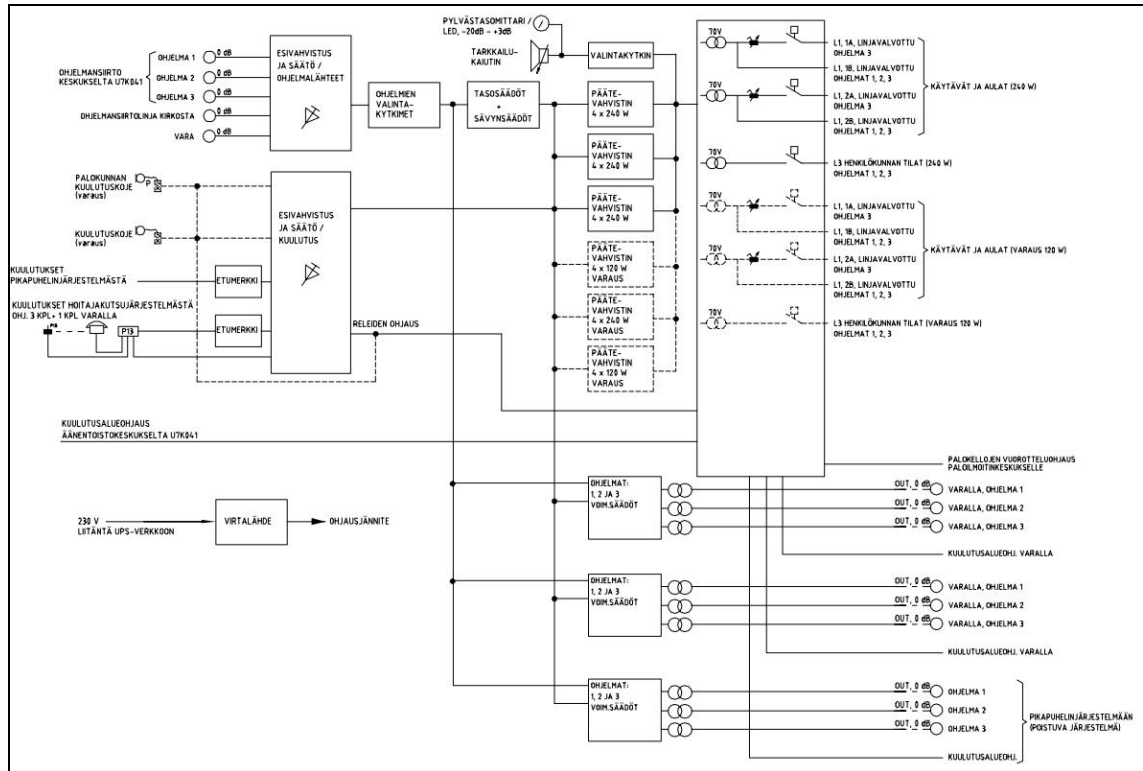 PYLVÄSTASOMITTARI /
LED, -20dB - +3dB
TARKKAILU-
KAIUTIN
VALINTAKYTKIN
OHJELMANSIIRTO
KESKUKSELTA U7K041
OHJELMA 1
0 dB
OHJELMA 2
0 dB
OHJELMA 3
0 dB
OHJELMANSIIRTOLINJA KIRKOSTA
0 dB
VARA
0 dB
ESIVAHVISTUS
JA SÄÄTÖ /
OHJELMALÄHTEET
OHJELMIEN
VALINTA-
KYTKIMET
TASOSÄÄDÖT
+
SÄVYNSÄÄDÖT
PÄÄTE-
VAHVISTIN
4 x 240 W
PÄÄTE-
VAHVISTIN
4 x 240 W
PÄÄTE-
VAHVISTIN
4 x 240 W
PÄÄTE-
VAHVISTIN
4 x 120 W
VARAUS
PÄÄTE-
VAHVISTIN
4 x 240 W
VARAUS
PÄÄTE-
VAHVISTIN
4 x 120 W
VARAUS
70V
L1, 1A, LINJAVALVOTTU
OHJELMA 3
L1, 1B, LINJAVALVOTTU
OHJELMAT 1, 2, 3
70V
L1, 2A, LINJAVALVOTTU
OHJELMA 3
L1, 2B, LINJAVALVOTTU
OHJELMAT 1, 2, 3
KÄYTÄVÄT JA AULAT (240 W)
70V
L3 HENKILÖKUNNAN TILAT (240 W)
OHJELMAT 1, 2, 3
70V
L1, 1A, LINJAVALVOTTU
OHJELMA 3
L1, 1B, LINJAVALVOTTU
OHJELMAT 1, 2, 3
70V
L1, 2A, LINJAVALVOTTU
OHJELMA 3
L1, 2B, LINJAVALVOTTU
OHJELMAT 1, 2, 3
KÄYTÄVÄT JA AULAT (VARAUS 120 W)
70V
L3 HENKILÖKUNNAN TILAT (VARAUS 120 W)
OHJELMAT 1, 2, 3
PALOKUNNAN
KUULUTUSKOJE
(varaus)
P
KUULUTUSKOJE
(varaus)
KUULUTUKSET
PIKAPUHELINJÄRJESTELMÄSTÄ
ETUMERKKI
KUULUTUKSET HOITAJAKUTSUJÄRJESTELMÄSTÄ
OHJ. 3 KPL+ 1 KPL VARALLA
P13
ETUMERKKI
ESIVAHVISTUS
JA SÄÄTÖ /
KUULUTUS
RELEIDEN OHJAUS
KUULUTUSALUEOHJAUS
ÄÄNENTOISTOKESKUKSELTA U7K041
PALOKELLOJEN VUOROTTELUOHJAUS
PALOILMOITINKESKUKSELLE
230 V
LIITÄNTÄ UPS-VERKKOON
VIRTALÄHDE
OHJAUSJÄNNITE
OHJELMAT:
1, 2 JA 3
VOIM.SÄÄDÖT
OUT, 0 dB
VARALLA, OHJELMA 1
OUT, 0 dB
VARALLA, OHJELMA 2
OUT, 0 dB
VARALLA, OHJELMA 3
KUULUTUSALUEOHJ. VARALLA
OHJELMAT:
1, 2 JA 3
VOIM.SÄÄDÖT
OUT, 0 dB
VARALLA, OHJELMA 1
OUT, 0 dB
VARALLA, OHJELMA 2
OUT, 0 dB
VARALLA, OHJELMA 3
KUULUTUSALUEOHJ. VARALLA
OHJELMAT:
1, 2 JA 3
VOIM.SÄÄDÖT
OUT, 0 dB
OHJELMA 1
OUT, 0 dB
OHJELMA 2
OUT, 0 dB
OHJELMA 3
KUULUTUSALUEOHJ.
PIKAPUHELINJÄRJESTELMÄÄN
(POISTUVA JÄRJESTELMÄ)